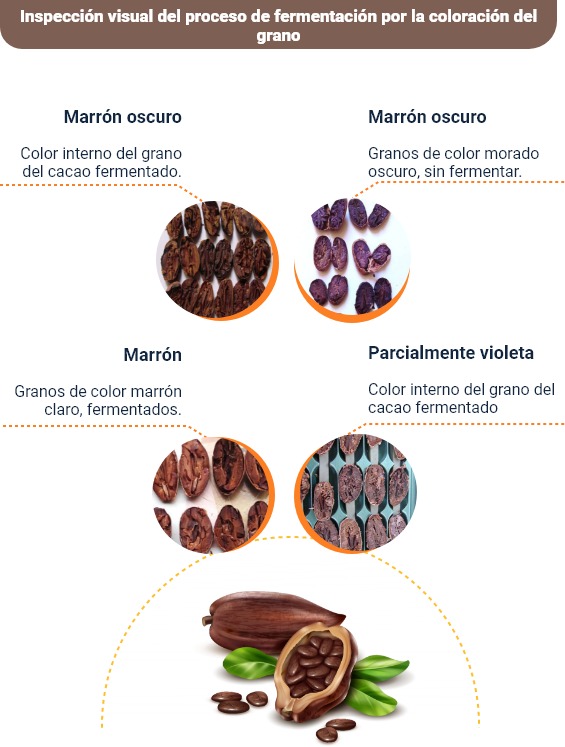 Inspección visual del proceso de fermentación por la coloración del
grano
Marrón oscuro
Color interno del grano
del cacao fermentado.
Marrón oscuro
Granos de color morado
oscuro, sin fermentar.
Marrón
Granos de color marrón
claro, fermentados.
Parcialmente violeta
Color interno del grano del
cacao fermentado